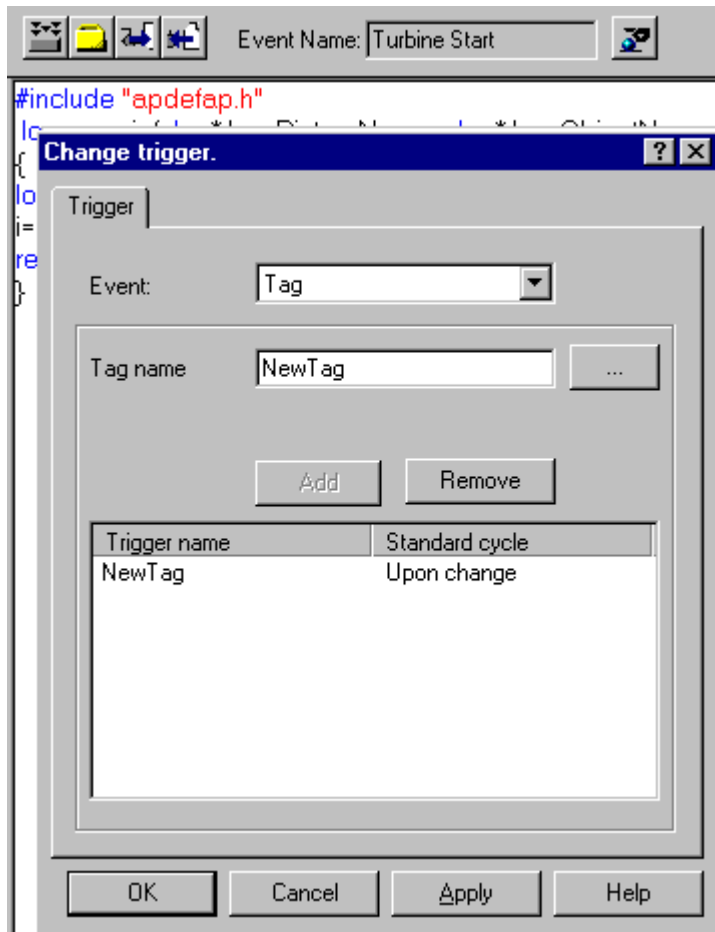 Event Name: Turbine Start
#include "apdefap.h"
{
lo
i=
re
}
Change trigger.
Trigger
Event: Tag
Tag name NewTag ...
Add Remove
Trigger name Standard cycle
NewTag Upon change
OK Cancel Apply Help